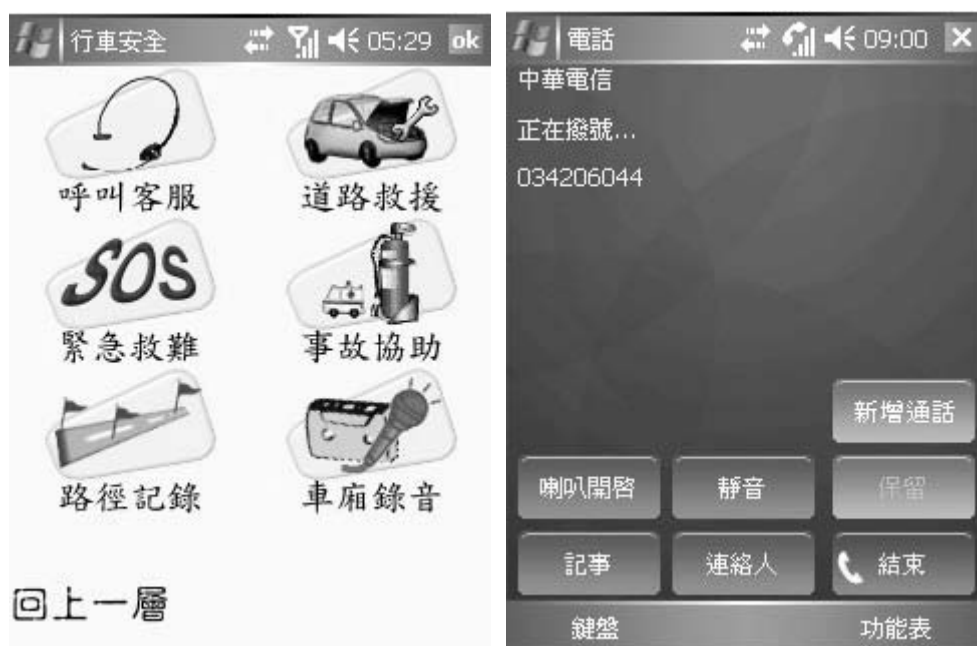 行車安全 05:29 ok
呼叫客服 道路救援
SOS
緊急救難 事故協助
路徑記錄 車廂錄音
回上一層
電話 09:00
中華電信
正在撥號...
034206044
新增通話
喇叭開啓 靜音 保留
記事 連絡人 結束
鍵盤 功能表